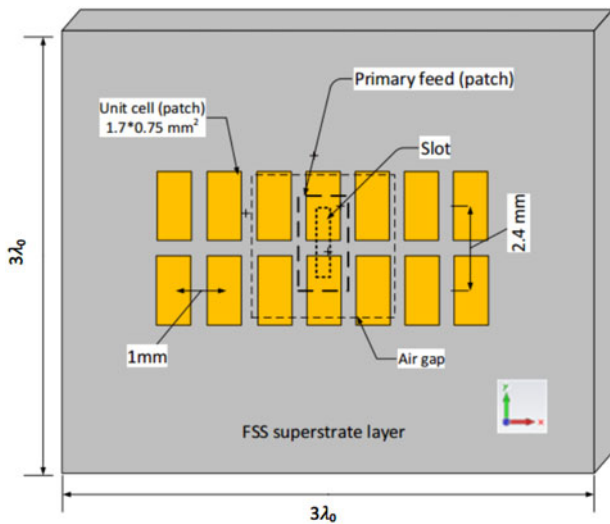 Primary feed (patch)
Unit cell (patch)
1.7*0.75 mm²
Slot
3λ₀
2.4 mm
1mm
Air gap
y
x
FSS superstrate layer
3λ₀